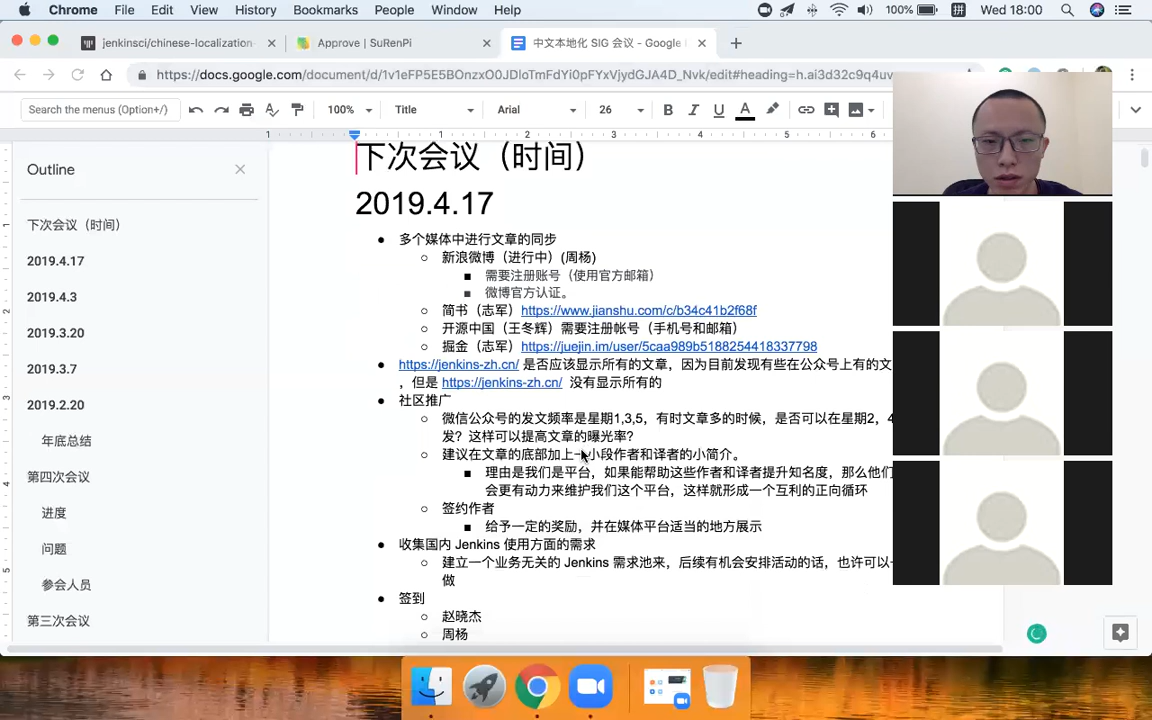 Chrome File Edit View History Bookmarks People Window Help 100% 拼 Wed 18:00
jenkinsci/chinese-localization- Approve | SuRenPi 中文本地化 SIG 会议 - Google
https://docs.google.com/document/d/1v1eFP5E5BOnzxO0JDloTmFdYi0pFYxVjydGJA4D_Nvk/edit#heading=h.ai3d32c9q4uv
Search the menus (Option+/) 100% Title Arial 26 B I U A
1 1 2 3 4 5 6
Outline
下次会议（时间）
2019.4.17
2019.4.3
2019.3.20
2019.3.7
2019.2.20
年底总结
第四次会议
进度
问题
参会人员
第三次会议
1
2
3
4
5
下次会议（时间）
2019.4.17
● 多个媒体中进行文章的同步
○ 新浪微博（进行中）(周杨)
■ 需要注册账号（使用官方邮箱）
■ 微博官方认证。
○ 简书（志军）https://www.jianshu.com/c/b34c41b2f68f
○ 开源中国（王冬辉）需要注册帐号（手机号和邮箱）
○ 掘金（志军）https://juejin.im/user/5caa989b5188254418337798
● https://jenkins-zh.cn/ 是否应该显示所有的文章，因为目前发现有些在公众号上有的文
，但是 https://jenkins-zh.cn/ 没有显示所有的
● 社区推广
○ 微信公众号的发文频率是星期1,3,5，有时文章多的时候，是否可以在星期2，4
发？这样可以提高文章的曝光率?
○ 建议在文章的底部加上一小段作者和译者的小简介。
■ 理由是我们是平台，如果能帮助这些作者和译者提升知名度，那么他们
会更有动力来维护我们这个平台，这样就形成一个互利的正向循环
○ 签约作者
■ 给予一定的奖励，并在媒体平台适当的地方展示
● 收集国内 Jenkins 使用方面的需求
○ 建立一个业务无关的 Jenkins 需求池来，后续有机会安排活动的话，也许可以
做
● 签到
○ 赵晓杰
○ 周杨